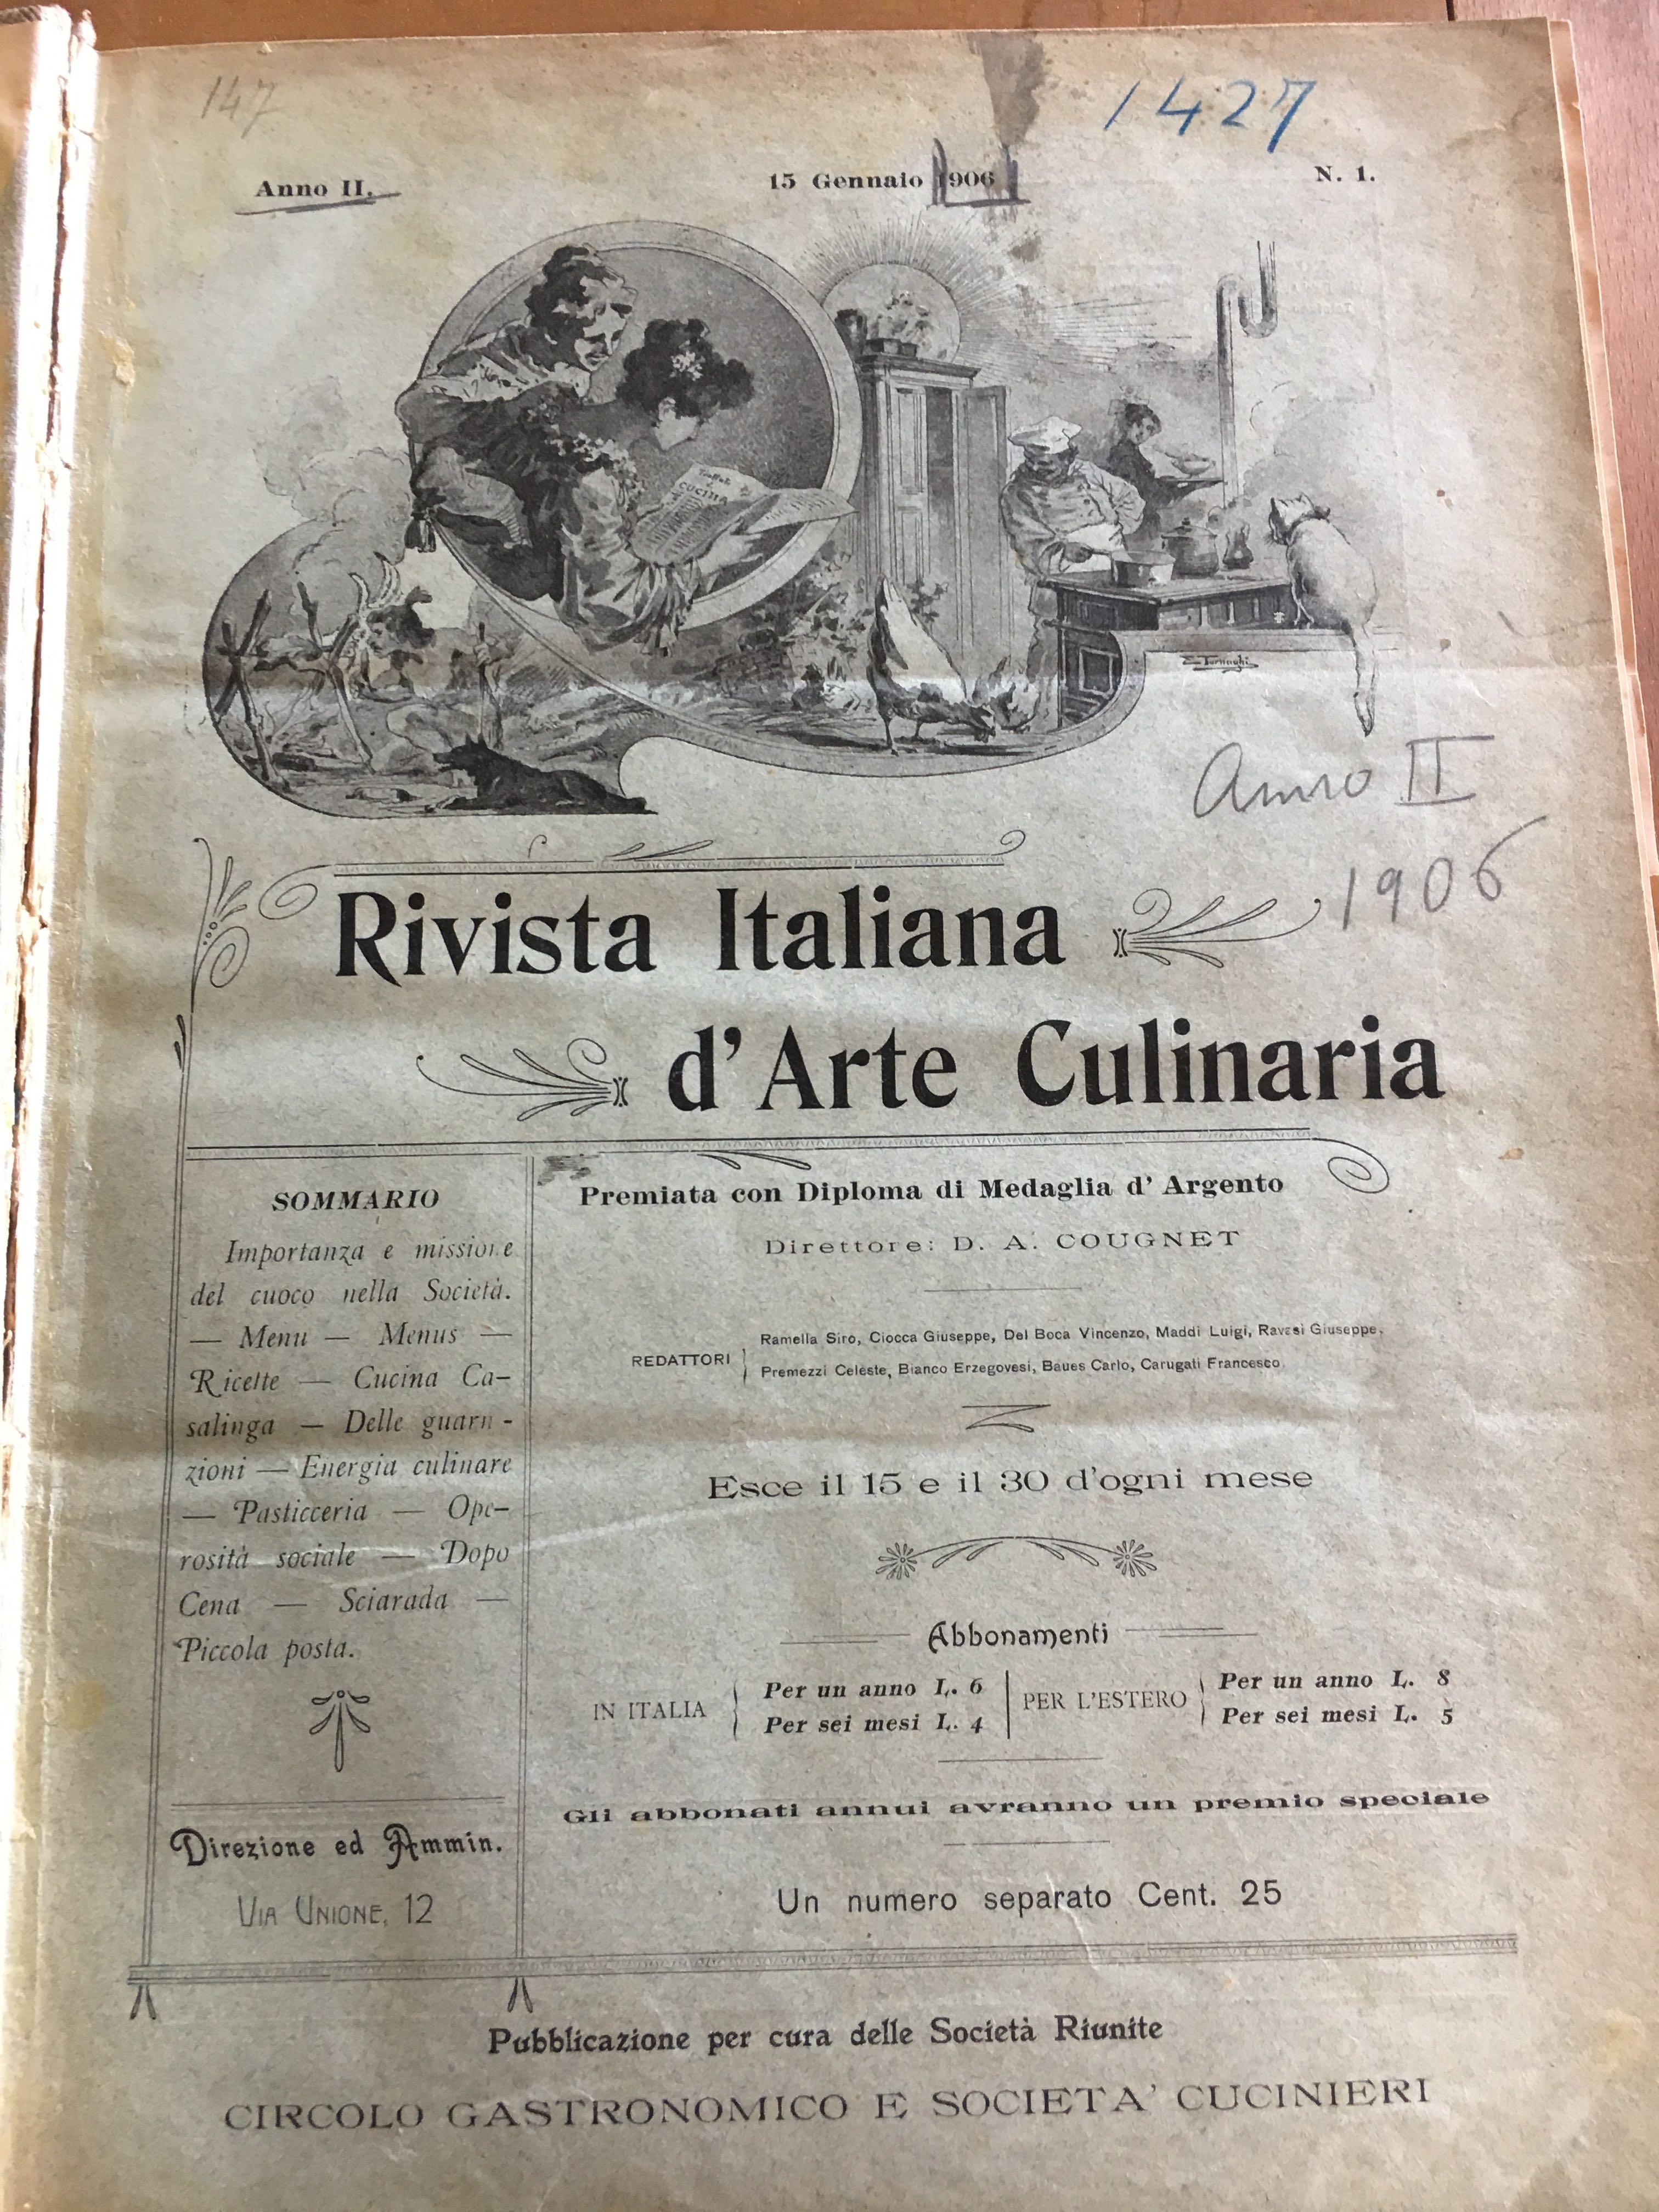 147
1427
Anno II.
15 Gennaio 1906
N. 1.
CUCINA
Anno II
1906
Rivista Italiana
d'Arte Culinaria
SOMMARIO
Importanza e missione
del cuoco nella Società.
— Menu — Menus —
Ricette — Cucina Ca-
salinga — Delle guarni-
zioni — Energia culinare
— Pasticceria — Ope-
rosità sociale — Dopo
Cena — Sciarada —
Piccola posta.
Direzione ed Ammin.
VIA UNIONE, 12
Premiata con Diploma di Medaglia d'Argento
Direttore: D. A. COUGNET
REDATTORI
Ramella Siro, Ciocca Giuseppe, Del Boca Vincenzo, Maddi Luigi, Ravasi Giuseppe,
Premezzi Celeste, Bianco Erzegovesi, Baues Carlo, Carugati Francesco
Esce il 15 e il 30 d'ogni mese
Abbonamenti
IN ITALIA
Per un anno L. 6
Per sei mesi L. 4
PER L'ESTERO
Per un anno L. 8
Per sei mesi L. 5
Gli abbonati annui avranno un premio speciale
Un numero separato Cent. 25
Pubblicazione per cura delle Società Riunite
CIRCOLO GASTRONOMICO E SOCIETA' CUCINIERI